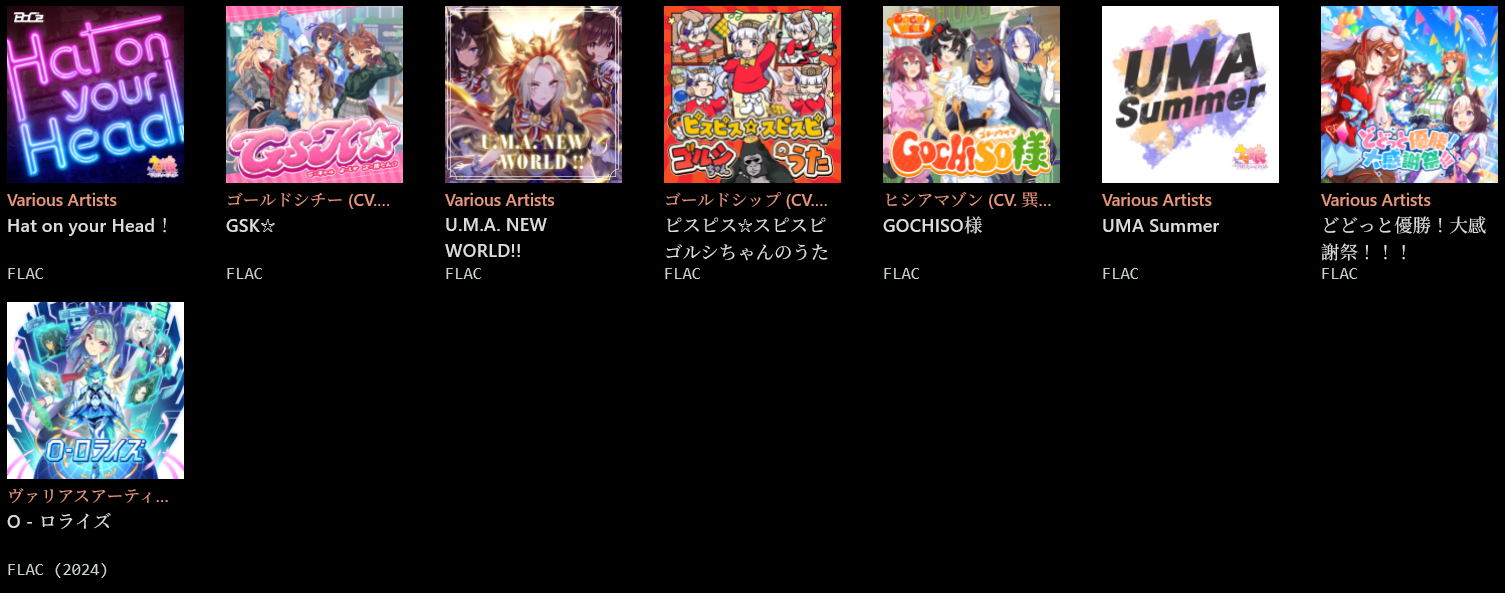 BoC'z
Hat on
your
Head!
GSK☆
U.M.A. NEW
WORLD!!
ピスピス☆スピスピ
ゴルシちゃんのうた
GOCHISO様
UMA
Summer
どどっと優勝!
大感謝祭!!!
Various Artists
ゴールドシチー (CV....
Various Artists
ゴールドシップ (CV....
ヒシアマゾン (CV. 巽...
Various Artists
Various Artists
Hat on your Head！
GSK☆
U.M.A. NEW
WORLD!!
ピスピス☆スピスピ
ゴルシちゃんのうた
GOCHISO様
UMA Summer
どどっと優勝！大感
謝祭！！！
FLAC
FLAC
FLAC
FLAC
FLAC
FLAC
FLAC
O-ロライズ
ヴァリアスアーティ...
O - ロライズ
FLAC (2024)